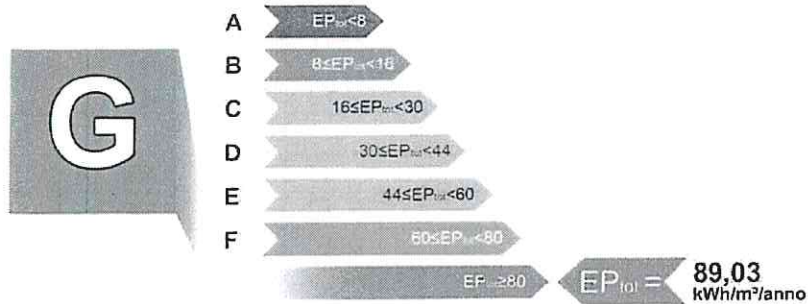 A EPtot<8
B 8≤EPtot<16
C 16≤EPtot<30
D 30≤EPtot<44
E 44≤EPtot<60
F 60≤EPtot<80
G EPtot≥80
EPtot = 89,03
kWh/m³/anno